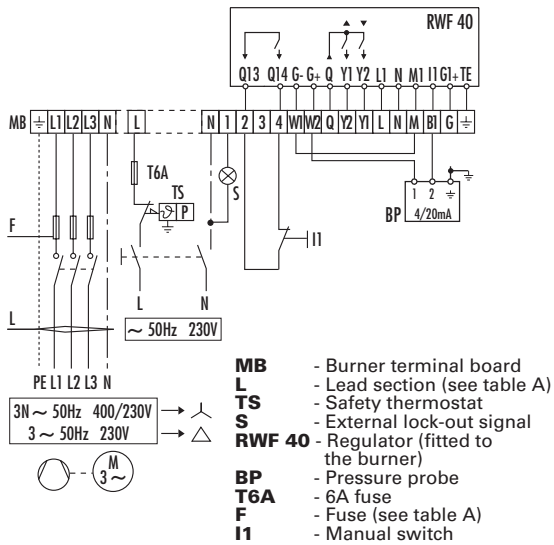 RWF 40
Q13 Q14 G- G+ Q Y1 Y2 L1 N M1 I1 G1+ TE
MB L1 L2 L3 N L N 1 2 3 4 W1 W2 Q Y2 Y1 L N M B1 G
T6A
TS
P
S
1 2
BP 4/20mA
F
I1
L N
L
~ 50Hz 230V
PE L1 L2 L3 N
3N ~ 50Hz 400/230V
3 ~ 50Hz 230V
M
3 ~
MB - Burner terminal board
L - Lead section (see table A)
TS - Safety thermostat
S - External lock-out signal
RWF 40 - Regulator (fitted to
the burner)
BP - Pressure probe
T6A - 6A fuse
F - Fuse (see table A)
I1 - Manual switch